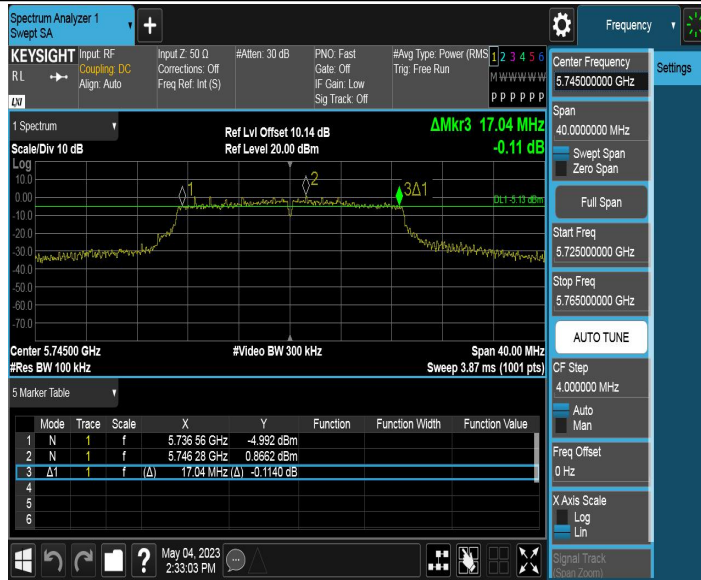 Spectrum Analyzer 1
Swept SA
Frequency
KEYSIGHT
RL
LXI
Input: RF
Coupling: DC
Align: Auto
Input Z: 50 Ω
Corrections: Off
Freq Ref: Int (S)
#Atten: 30 dB
PNO: Fast
Gate: Off
IF Gain: Low
Sig Track: Off
#Avg Type: Power (RMS
Trig: Free Run
1 2 3 4 5 6
M W W W W W
P P P P P P
1 Spectrum
Scale/Div 10 dB
Ref Lvl Offset 10.14 dB
Ref Level 20.00 dBm
ΔMkr3 17.04 MHz
-0.11 dB
Log
10.0
0.00
-10.0
-20.0
-30.0
-40.0
-50.0
-60.0
-70.0
1
2
3Δ1
DL1 -5.13 dBm
Center 5.74500 GHz
#Res BW 100 kHz
#Video BW 300 kHz
Span 40.00 MHz
Sweep 3.87 ms (1001 pts)
5 Marker Table
Mode Trace Scale X Y Function Function Width Function Value
1 N 1 f 5.736 56 GHz -4.992 dBm
2 N 1 f 5.746 28 GHz 0.8662 dBm
3 Δ1 1 f (Δ) 17.04 MHz (Δ) -0.1140 dB
4
5
6
May 04, 2023
2:33:03 PM
Center Frequency
5.745000000 GHz
Span
40.0000000 MHz
Swept Span
Zero Span
Full Span
Start Freq
5.725000000 GHz
Stop Freq
5.765000000 GHz
AUTO TUNE
CF Step
4.000000 MHz
Auto
Man
Freq Offset
0 Hz
X Axis Scale
Log
Lin
Signal Track
(Span Zoom)
Settings